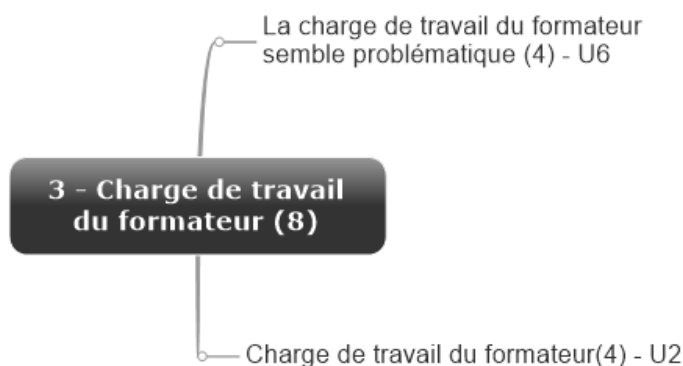 La charge de travail du formateur
semble problématique (4) - U6
3 - Charge de travail
du formateur (8)
Charge de travail du formateur(4) - U2